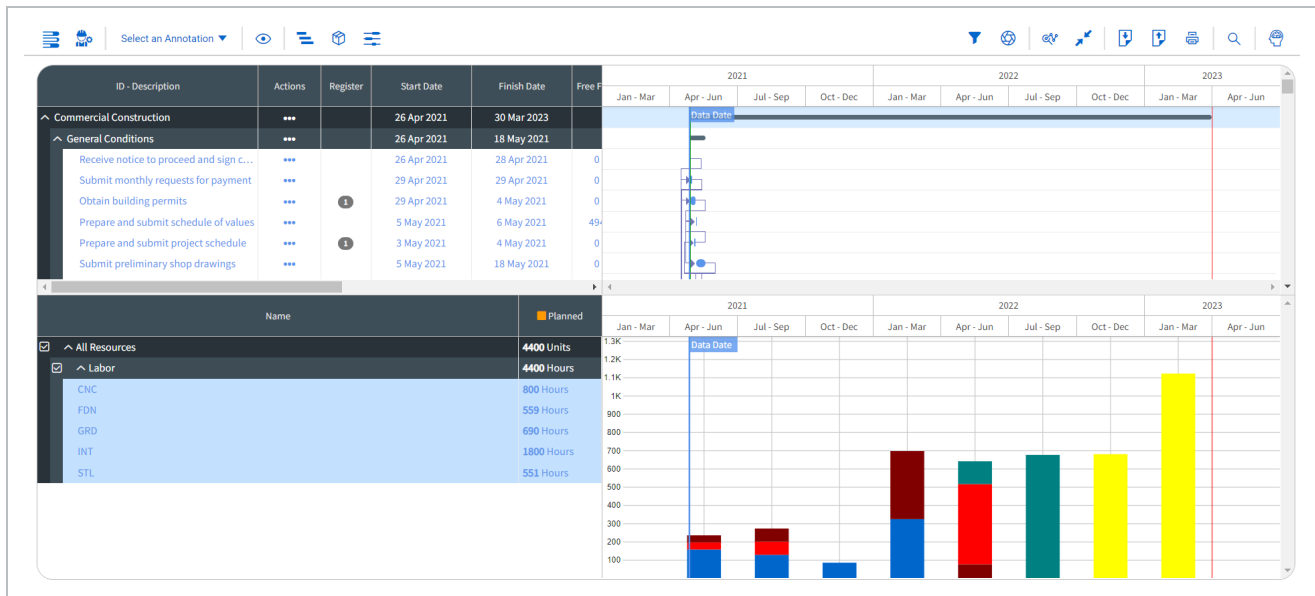 Select an Annotation
ID - Description Actions Register Start Date Finish Date Free F
2021 2022 2023
Jan - Mar Apr - Jun Jul - Sep Oct - Dec Jan - Mar Apr - Jun Jul - Sep Oct - Dec Jan - Mar Apr - Jun
Commercial Construction ••• 26 Apr 2021 30 Mar 2023 Data Date
General Conditions ••• 26 Apr 2021 18 May 2021
Receive notice to proceed and sign c... ••• 26 Apr 2021 28 Apr 2021 0
Submit monthly requests for payment ••• 29 Apr 2021 29 Apr 2021 0
Obtain building permits ••• 1 29 Apr 2021 4 May 2021 0
Prepare and submit schedule of values ••• 5 May 2021 6 May 2021 494
Prepare and submit project schedule ••• 1 3 May 2021 4 May 2021 0
Submit preliminary shop drawings ••• 5 May 2021 18 May 2021 0
Name Planned
2021 2022 2023
Jan - Mar Apr - Jun Jul - Sep Oct - Dec Jan - Mar Apr - Jun Jul - Sep Oct - Dec Jan - Mar Apr - Jun
All Resources 4400 Units
Labor 4400 Hours
CNC 800 Hours
FDN 559 Hours
GRD 690 Hours
INT 1800 Hours
STL 551 Hours
Data Date
1.3K
1.2K
1.1K
1K
900
800
700
600
500
400
300
200
100